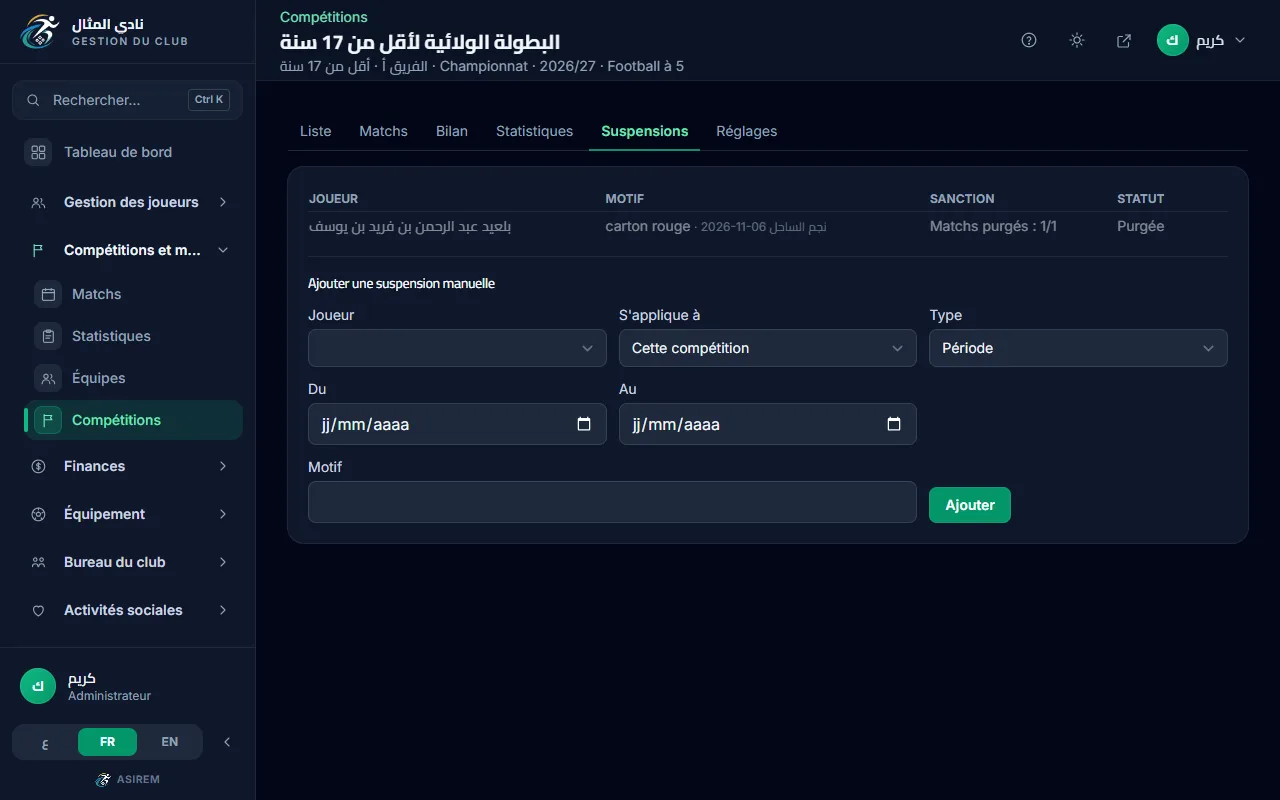 نادي المثال
GESTION DU CLUB
Rechercher...
Ctrl K
Tableau de bord
Gestion des joueurs
Compétitions et m...
Matchs
Statistiques
Équipes
Compétitions
Finances
Équipement
Bureau du club
Activités sociales
ك
كريم
Administrateur
ع
FR
EN
ASIREM
Compétitions
البطولة الولائية لأقل من 17 سنة
الفريق أ · أقل من 17 سنة · Championnat · 2026/27 · Football à 5
ك
كريم
Liste
Matchs
Bilan
Statistiques
Suspensions
Réglages
JOUEUR MOTIF SANCTION STATUT
بلعيد عبد الرحمن بن فريد بن يوسف carton rouge · 2026-11-06 نجم الساحل Matchs purgés : 1/1 Purgée
Ajouter une suspension manuelle
Joueur S'applique à Type
Cette compétition Période
Du Au
jj/mm/aaaa jj/mm/aaaa
Motif
Ajouter